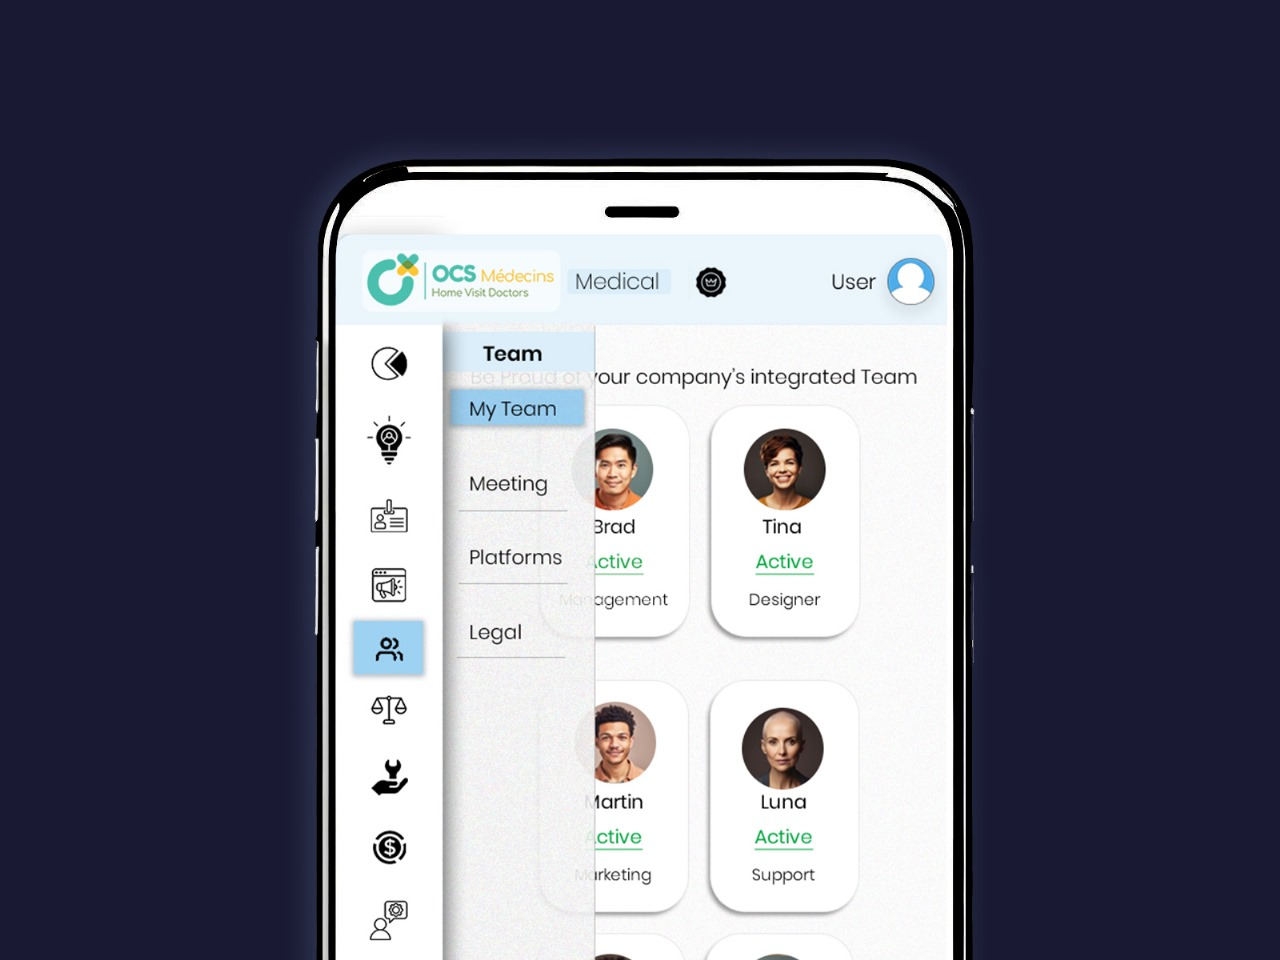 OCS Médecins
Home Visit Doctors
Medical
User
Team
Be Proud of your company's integrated Team
My Team
Meeting
Platforms
Legal
Brad
Active
Management
Tina
Active
Designer
Martin
Active
Marketing
Luna
Active
Support
$